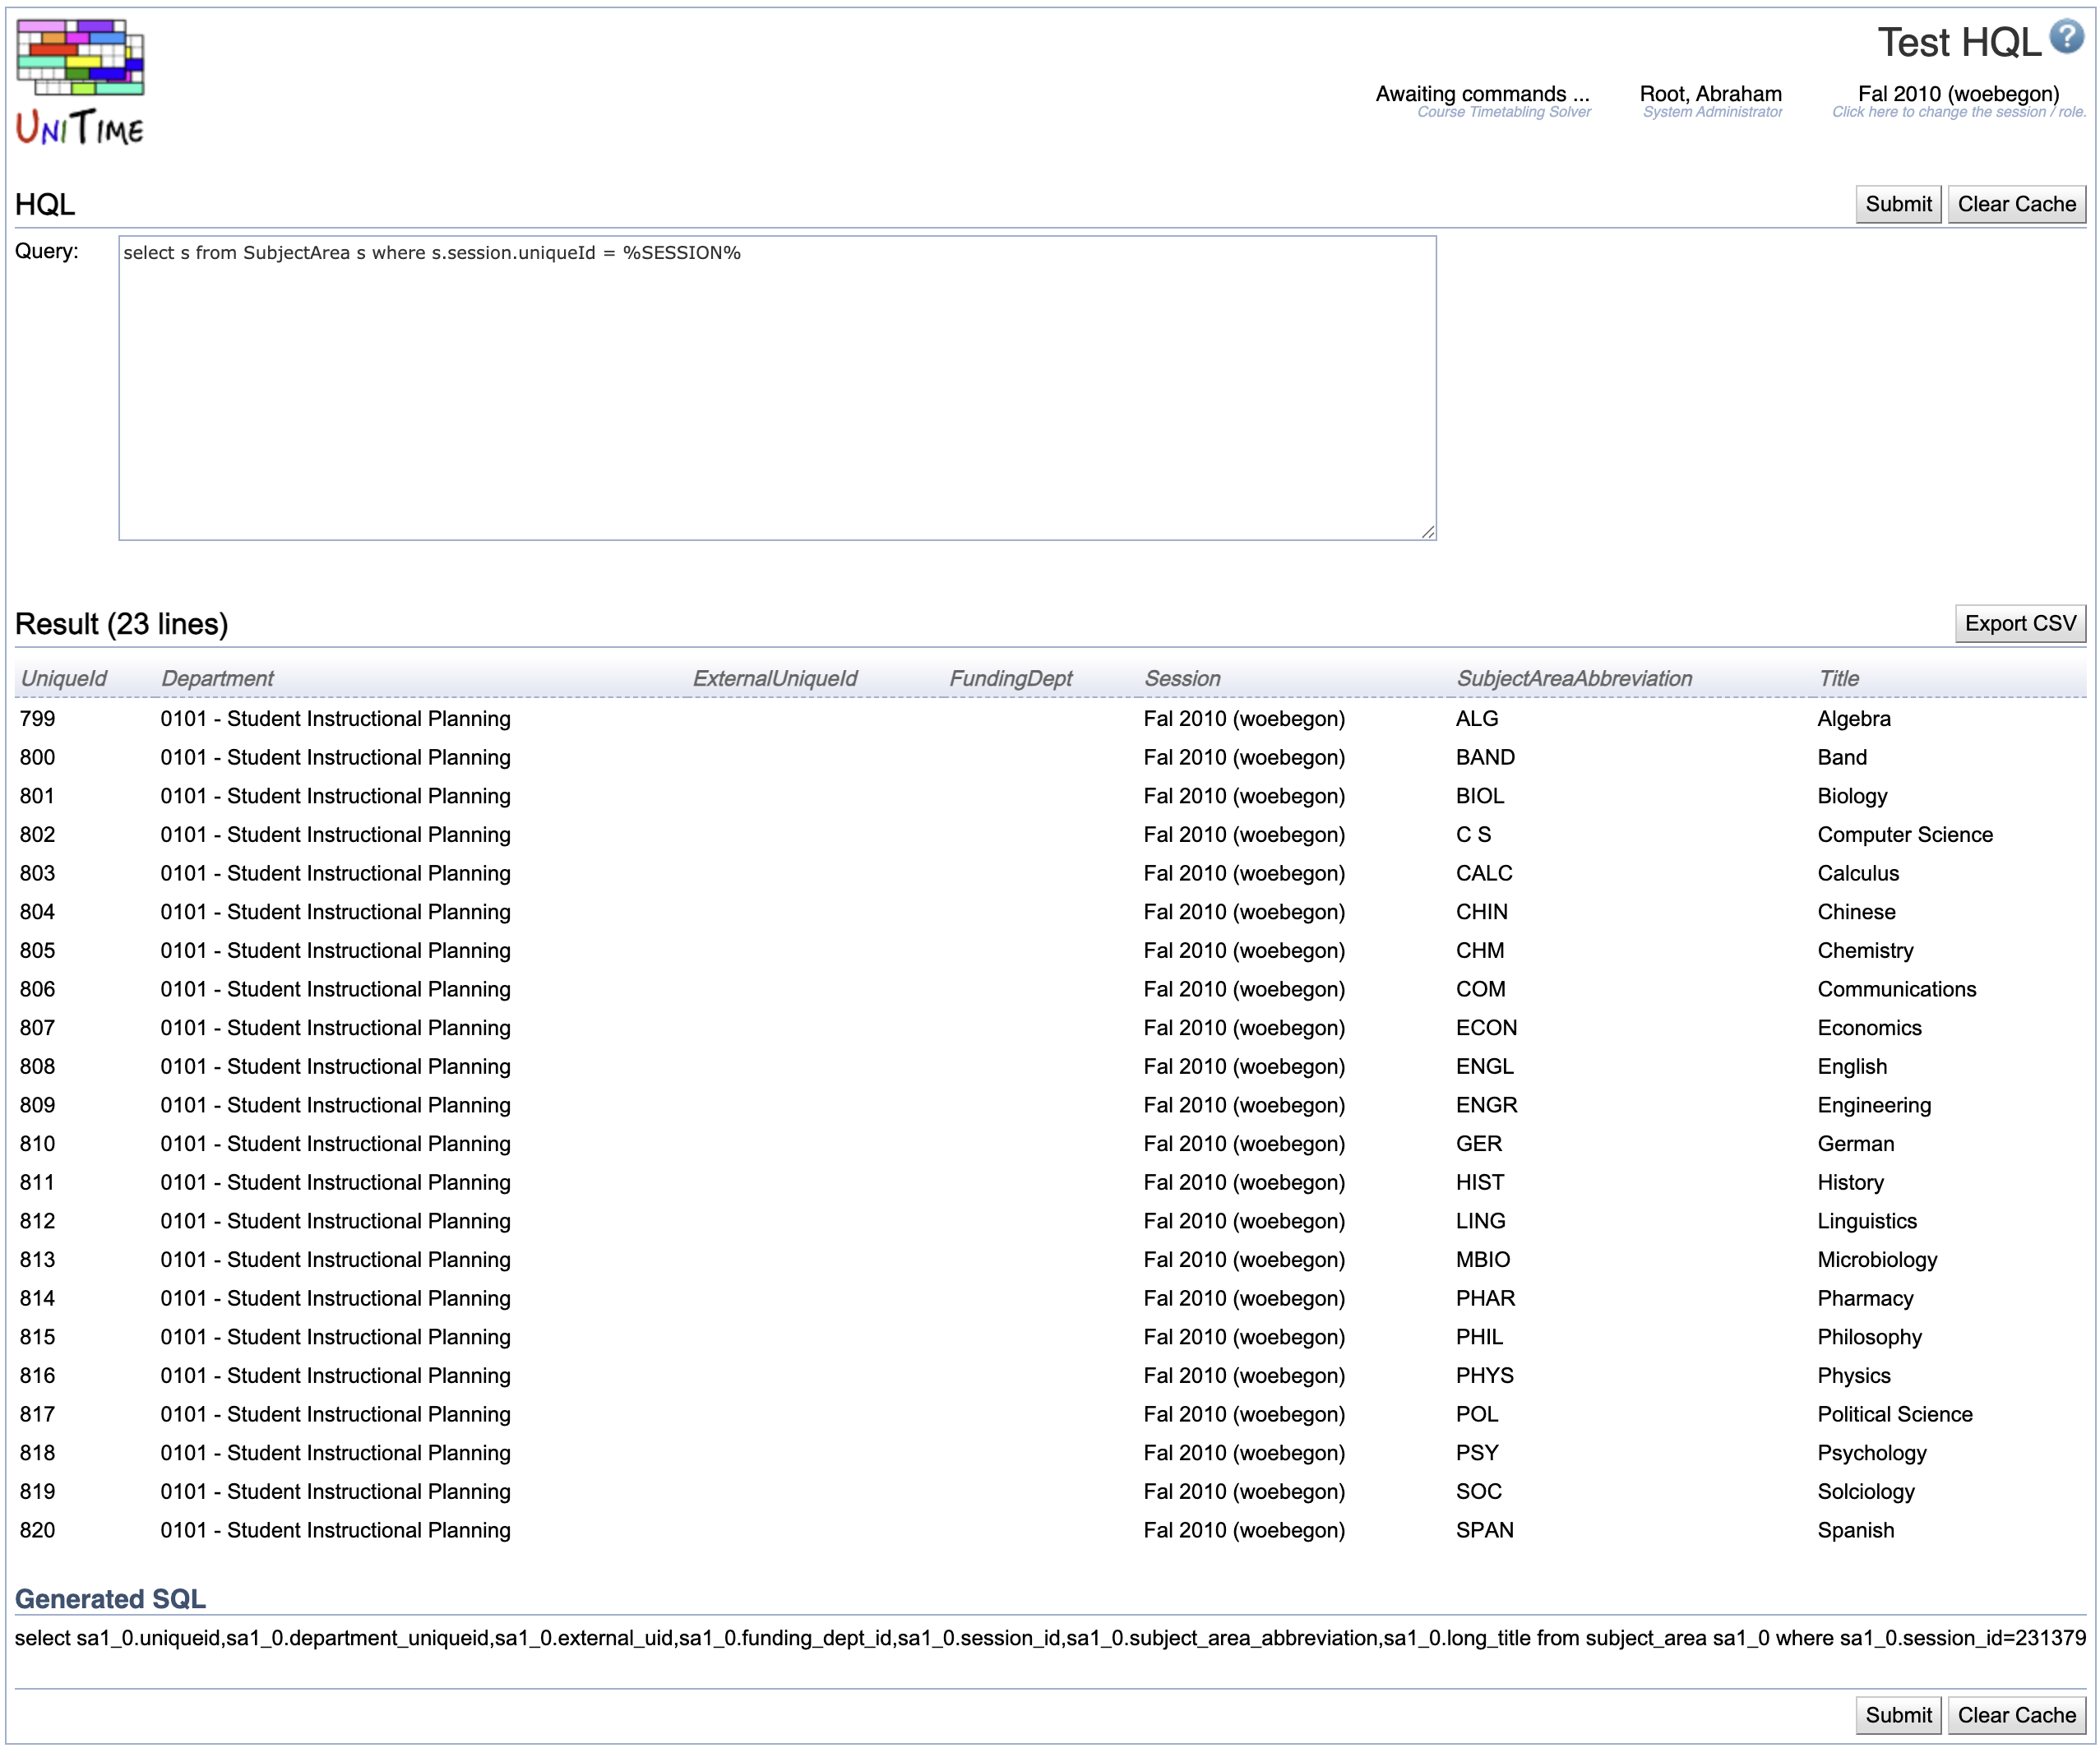 Test HQL ?
Awaiting commands ... Root, Abraham Fal 2010 (woebegon)
Course Timetabling Solver System Administrator Click here to change the session / role.
UNITIME
HQL Submit Clear Cache
Query: select s from SubjectArea s where s.session.uniqueId = %SESSION%
Result (23 lines) Export CSV
UniqueId Department ExternalUniqueId FundingDept Session SubjectAreaAbbreviation Title
799 0101 - Student Instructional Planning Fal 2010 (woebegon) ALG Algebra
800 0101 - Student Instructional Planning Fal 2010 (woebegon) BAND Band
801 0101 - Student Instructional Planning Fal 2010 (woebegon) BIOL Biology
802 0101 - Student Instructional Planning Fal 2010 (woebegon) C S Computer Science
803 0101 - Student Instructional Planning Fal 2010 (woebegon) CALC Calculus
804 0101 - Student Instructional Planning Fal 2010 (woebegon) CHIN Chinese
805 0101 - Student Instructional Planning Fal 2010 (woebegon) CHM Chemistry
806 0101 - Student Instructional Planning Fal 2010 (woebegon) COM Communications
807 0101 - Student Instructional Planning Fal 2010 (woebegon) ECON Economics
808 0101 - Student Instructional Planning Fal 2010 (woebegon) ENGL English
809 0101 - Student Instructional Planning Fal 2010 (woebegon) ENGR Engineering
810 0101 - Student Instructional Planning Fal 2010 (woebegon) GER German
811 0101 - Student Instructional Planning Fal 2010 (woebegon) HIST History
812 0101 - Student Instructional Planning Fal 2010 (woebegon) LING Linguistics
813 0101 - Student Instructional Planning Fal 2010 (woebegon) MBIO Microbiology
814 0101 - Student Instructional Planning Fal 2010 (woebegon) PHAR Pharmacy
815 0101 - Student Instructional Planning Fal 2010 (woebegon) PHIL Philosophy
816 0101 - Student Instructional Planning Fal 2010 (woebegon) PHYS Physics
817 0101 - Student Instructional Planning Fal 2010 (woebegon) POL Political Science
818 0101 - Student Instructional Planning Fal 2010 (woebegon) PSY Psychology
819 0101 - Student Instructional Planning Fal 2010 (woebegon) SOC Solciology
820 0101 - Student Instructional Planning Fal 2010 (woebegon) SPAN Spanish
Generated SQL
select sa1_0.uniqueid,sa1_0.department_uniqueid,sa1_0.external_uid,sa1_0.funding_dept_id,sa1_0.session_id,sa1_0.subject_area_abbreviation,sa1_0.long_title from subject_area sa1_0 where sa1_0.session_id=231379
Submit Clear Cache